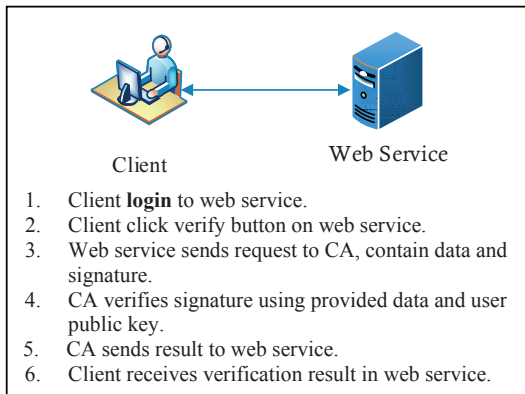 Client
Web Service
1. Client login to web service.
2. Client click verify button on web service.
3. Web service sends request to CA, contain data and
signature.
4. CA verifies signature using provided data and user
public key.
5. CA sends result to web service.
6. Client receives verification result in web service.